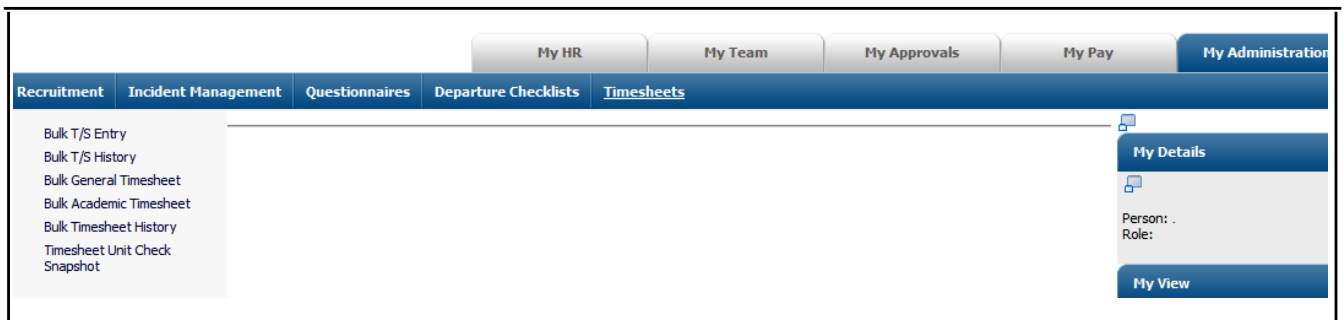 My HR My Team My Approvals My Pay My Administration
Recruitment Incident Management Questionnaires Departure Checklists Timesheets
Bulk T/S Entry
Bulk T/S History
Bulk General Timesheet
Bulk Academic Timesheet
Bulk Timesheet History
Timesheet Unit Check
Snapshot
My Details
Person: .
Role:
My View